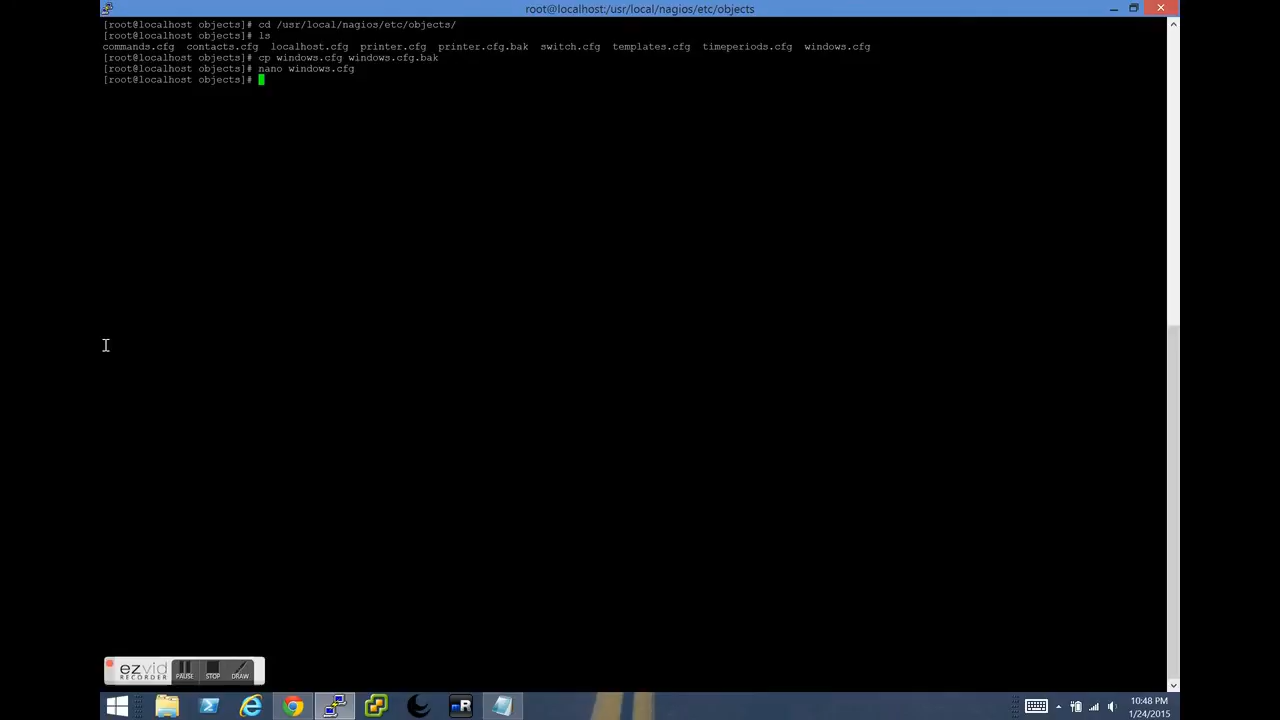 root@localhost:/usr/local/nagios/etc/objects
[root@localhost objects]# cd /usr/local/nagios/etc/objects/
[root@localhost objects]# ls
commands.cfg  contacts.cfg  localhost.cfg  printer.cfg  printer.cfg.bak  switch.cfg  templates.cfg  timeperiods.cfg  windows.cfg
[root@localhost objects]# cp windows.cfg windows.cfg.bak
[root@localhost objects]# nano windows.cfg
[root@localhost objects]#
ezvid
RECORDER
PAUSE STOP DRAW
R
10:48 PM
1/24/2015